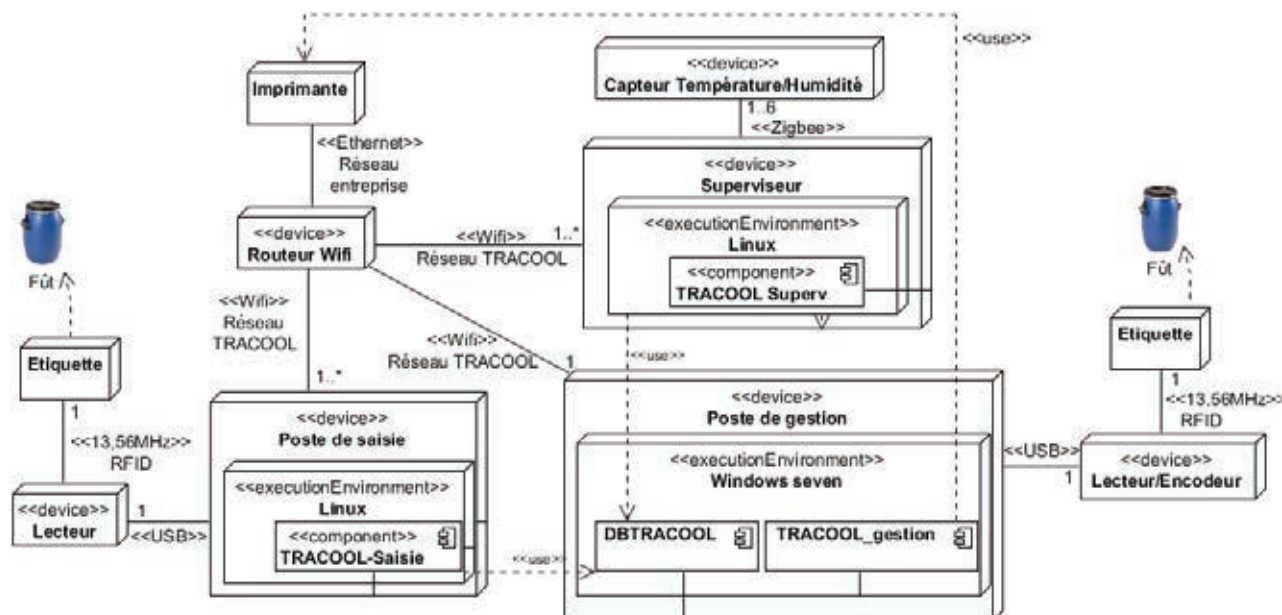 <<use>>
<<device>>
Capteur Température/Humidité
1..6
<<Zigbee>>
Imprimante
<<Ethernet>>
Réseau
entreprise
<<device>>
Superviseur
<<executionEnvironment>>
Linux
<<component>>
TRACOOL Superv
<<device>>
Routeur Wifi
<<Wifi>>
1..*
Réseau TRACOOL
Fût
Fût
<<Wifi>>
Réseau
TRACOOL
1..*
<<Wifi>>
Réseau TRACOOL
1
<<use>>
Etiquette
1
<<13,56MHz>>
RFID
<<device>>
Lecteur
1
<<USB>>
<<device>>
Poste de saisie
<<executionEnvironment>>
Linux
<<component>>
TRACOOL-Saisie
<<use>>
<<device>>
Poste de gestion
<<executionEnvironment>>
Windows seven
DBTRACOOL
TRACOOL_gestion
Etiquette
1
<<13,56MHz>>
RFID
<<USB>>
1
<<device>>
Lecteur/Encodeur